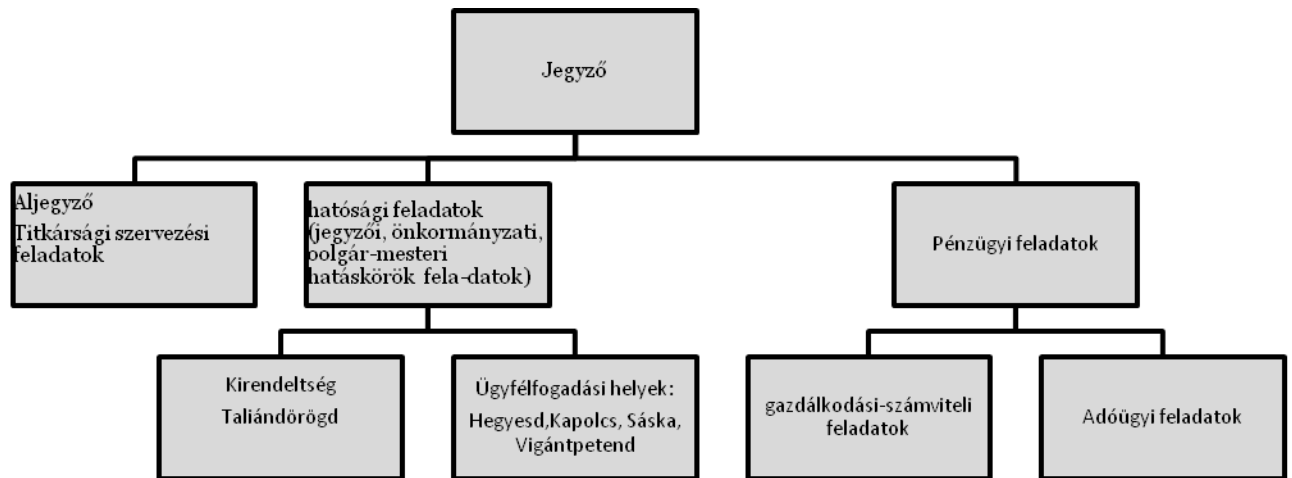 Jegyző
Aljegyző
Titkársági szervezési
feladatok
hatósági feladatok
(jegyzői, önkormányzati,
polgár-mesteri
hatáskörök fela-datok)
Pénzügyi feladatok
Kirendeltség
Taliándörögd
Ügyfélfogadási helyek:
Hegyesd,Kapolcs, Sáska,
Vigántpetend
gazdálkodási-számviteli
feladatok
Adóügyi feladatok